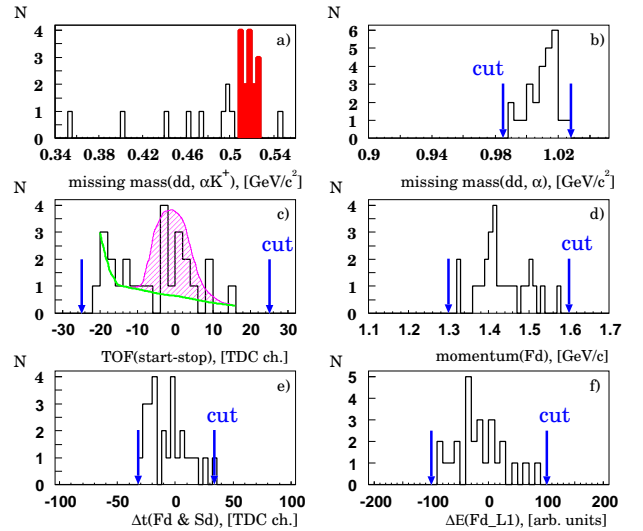 N
a)
4
3
2
1
0
0.34 0.38 0.42 0.46 0.5 0.54
missing mass(dd, αK⁺), [GeV/c²]
N
b)
6
5
4
3
2
1
0
cut
0.9 0.94 0.98 1.02
missing mass(dd, α), [GeV/c²]
N
c)
4
3
2
1
0
cut
-30 -20 -10 0 10 20 30
TOF(start-stop), [TDC ch.]
N
d)
4
3
2
1
0
cut
1.1 1.2 1.3 1.4 1.5 1.6 1.7
momentum(Fd), [GeV/c]
N
e)
4
3
2
1
0
cut
-100 -50 0 50 100
Δt(Fd & Sd), [TDC ch.]
N
f)
5
4
3
2
1
0
cut
-200 -100 0 100 200
ΔE(Fd_L1), [arb. units]